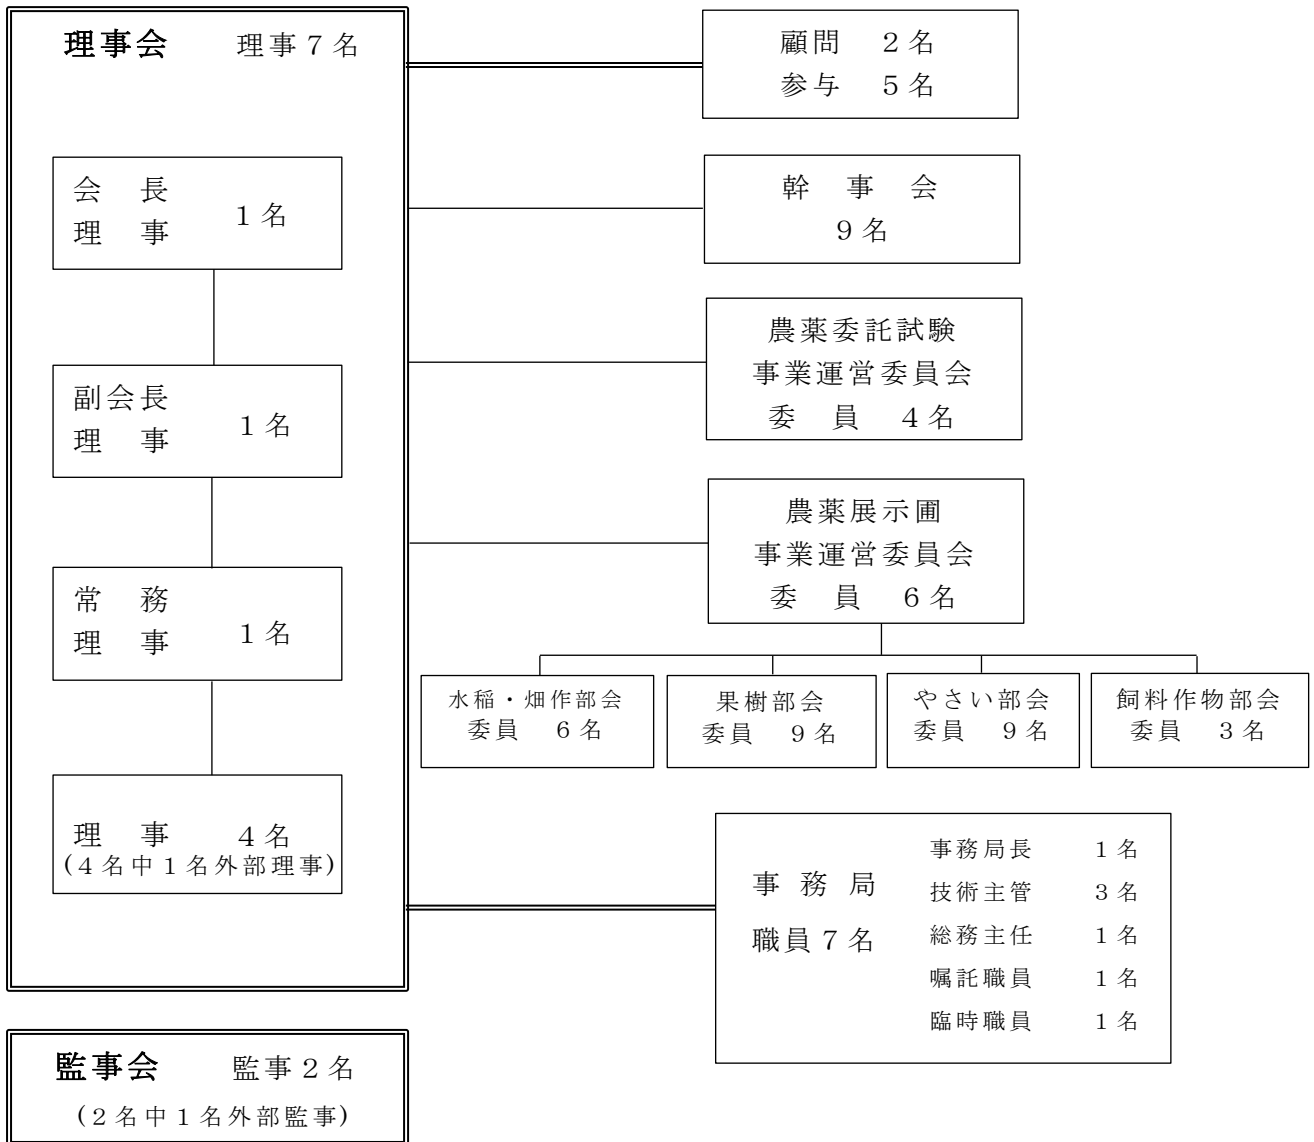 理事会　理事７名
会　長
理　事　１名
副会長
理　事　１名
常　務
理　事　１名
理　事　４名
(４名中１名外部理事)
監事会　監事２名
(２名中１名外部監事)
顧問　２名
参与　５名
幹　事　会
９名
農薬委託試験
事業運営委員会
委　員　４名
農薬展示圃
事業運営委員会
委　員　６名
水稲・畑作部会
委員　６名
果樹部会
委員　９名
やさい部会
委員　９名
飼料作物部会
委員　３名
事　務　局
職員７名
事務局長　１名
技術主管　３名
総務主任　１名
嘱託職員　１名
臨時職員　１名